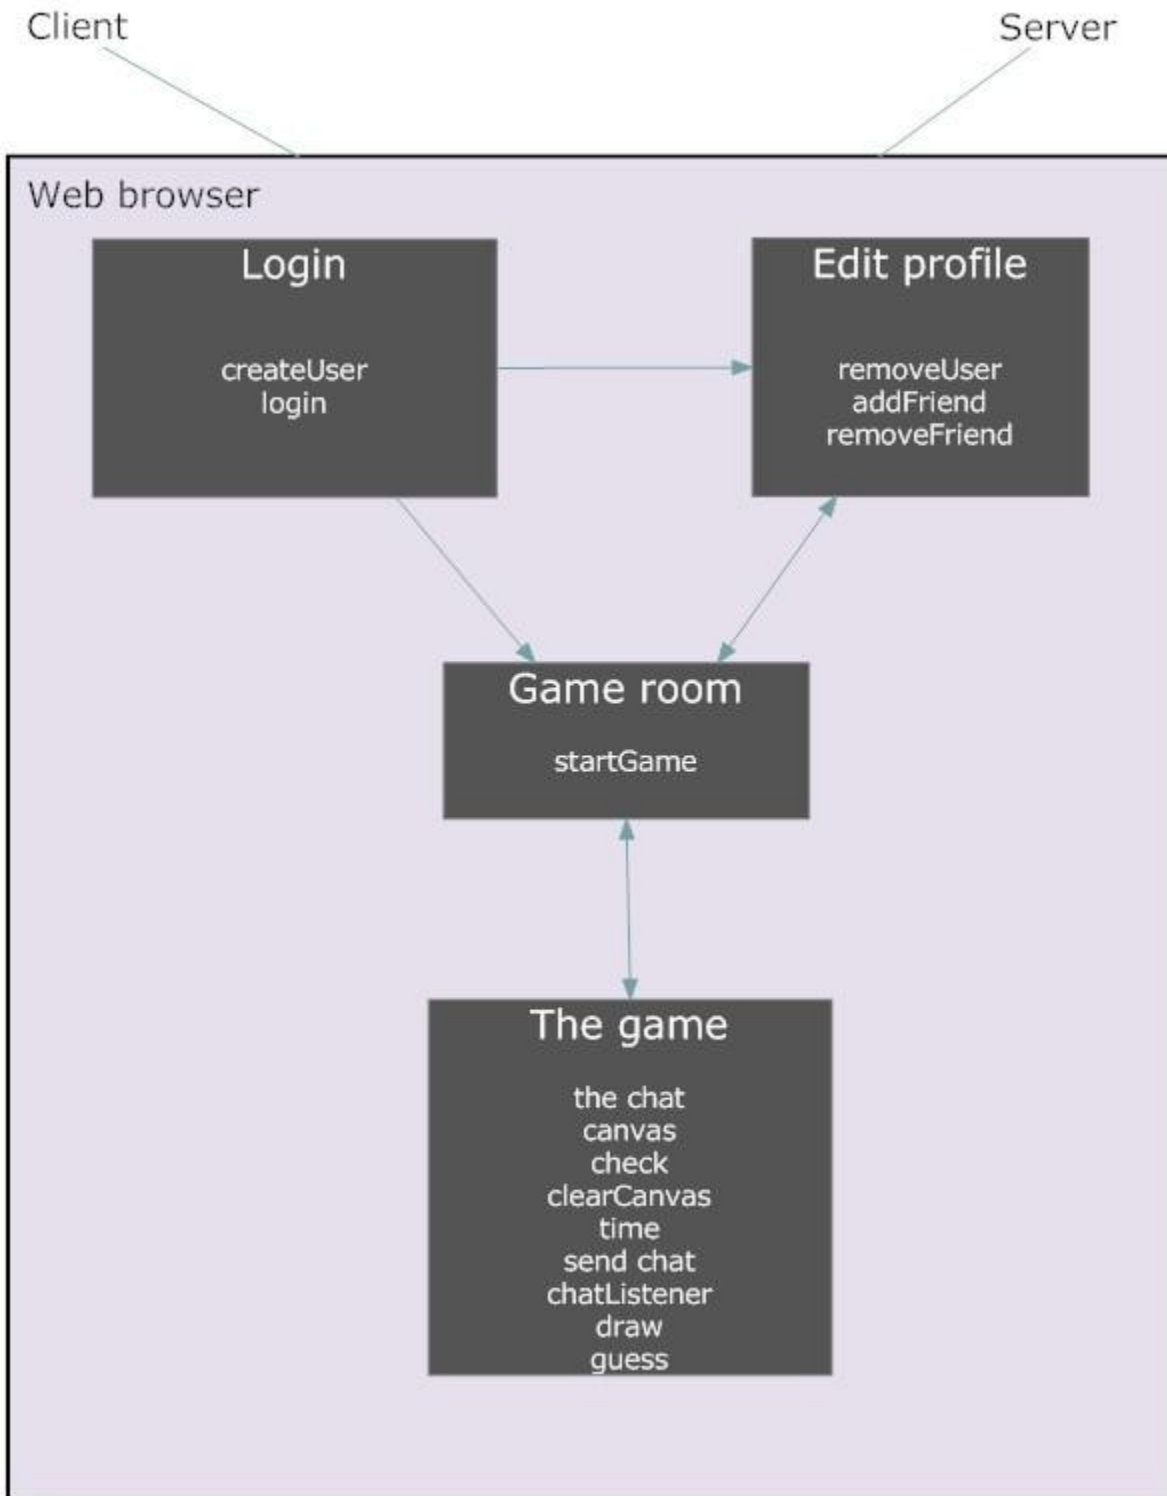 Client
Server
Web browser
Login
createUser
login
Edit profile
removeUser
addFriend
removeFriend
Game room
startGame
The game
the chat
canvas
check
clearCanvas
time
send chat
chatListener
draw
guess